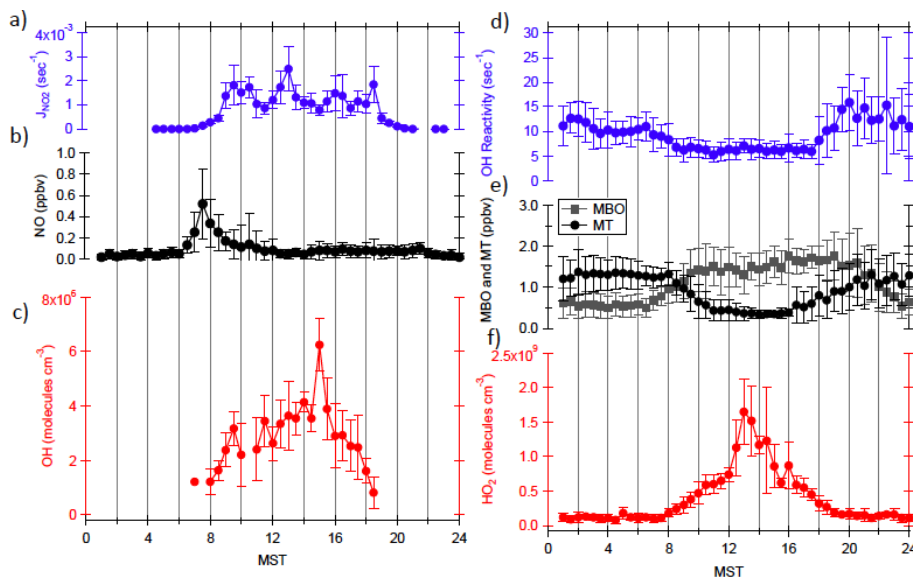 a)
4x10⁻³
3
2
1
0
J_NO2 (sec⁻¹)
b)
1.0
0.8
0.6
0.4
0.2
0.0
NO (ppbv)
c)
8x10⁶
6
4
2
0
OH (molecules cm⁻³)
0 4 8 12 16 20 24
MST
d)
30
25
20
15
10
5
0
OH Reactivity (sec⁻¹)
e)
3.0
2.0
1.0
0.0
MBO and MT (ppbv)
MBO
MT
f)
2.5x10⁹
2.0
1.5
1.0
0.5
0.0
HO₂ (molecules cm⁻³)
0 4 8 12 16 20 24
MST